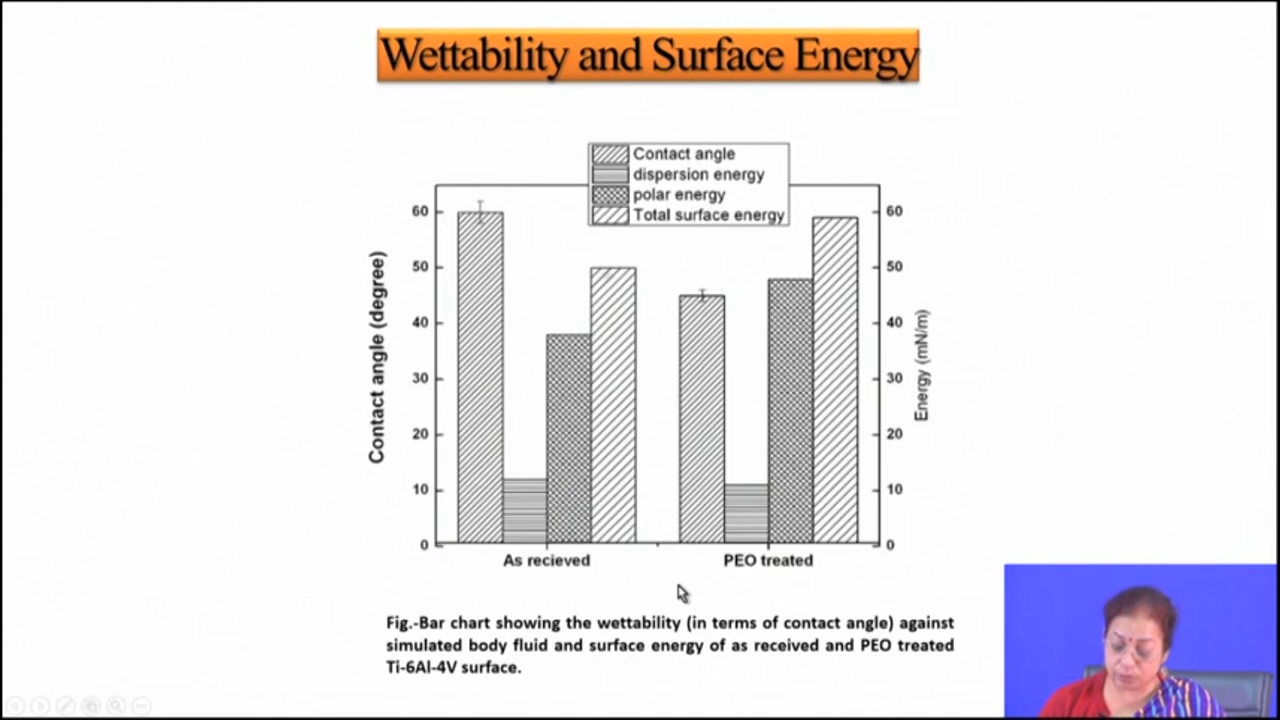 Wettability and Surface Energy
Contact angle
dispersion energy
polar energy
Total surface energy
60
50
40
30
20
10
0
Contact angle (degree)
60
50
40
30
20
10
0
Energy (mN/m)
As recieved
PEO treated
Fig.-Bar chart showing the wettability (in terms of contact angle) against
simulated body fluid and surface energy of as received and PEO treated
Ti-6Al-4V surface.